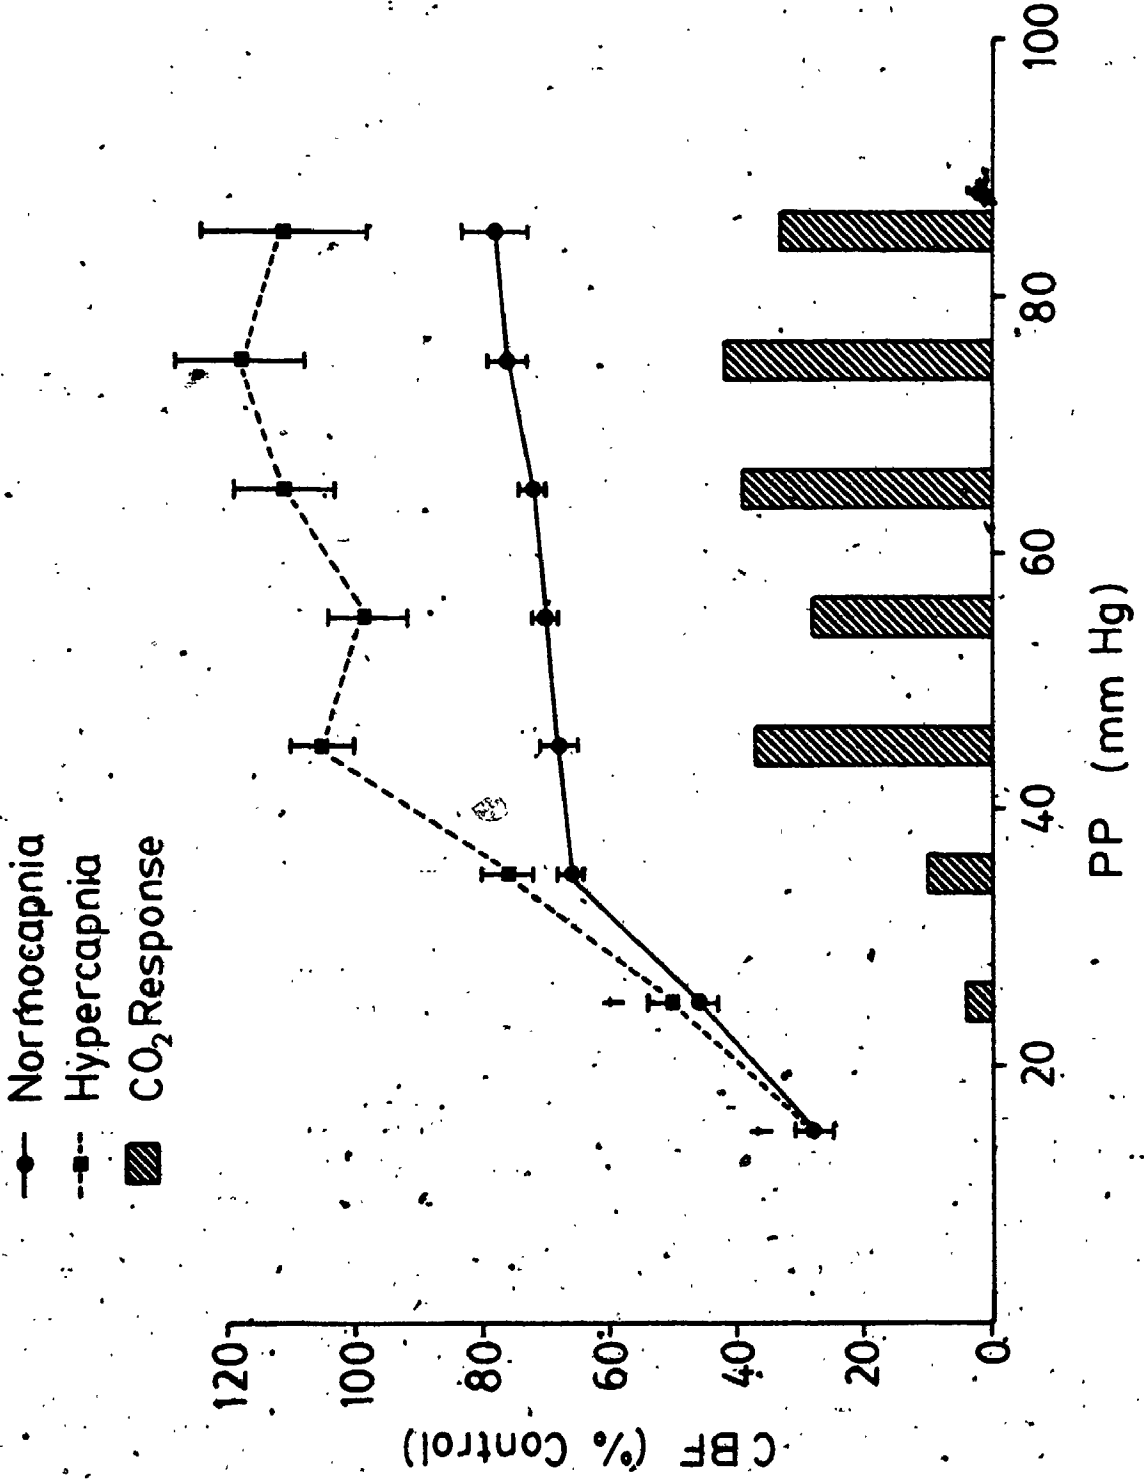 Normocapnia
Hypercapnia
CO₂ Response
CBF (% Control)
120
100
80
60
40
20
0
20
40
60
80
100
PP (mm Hg)
†
†